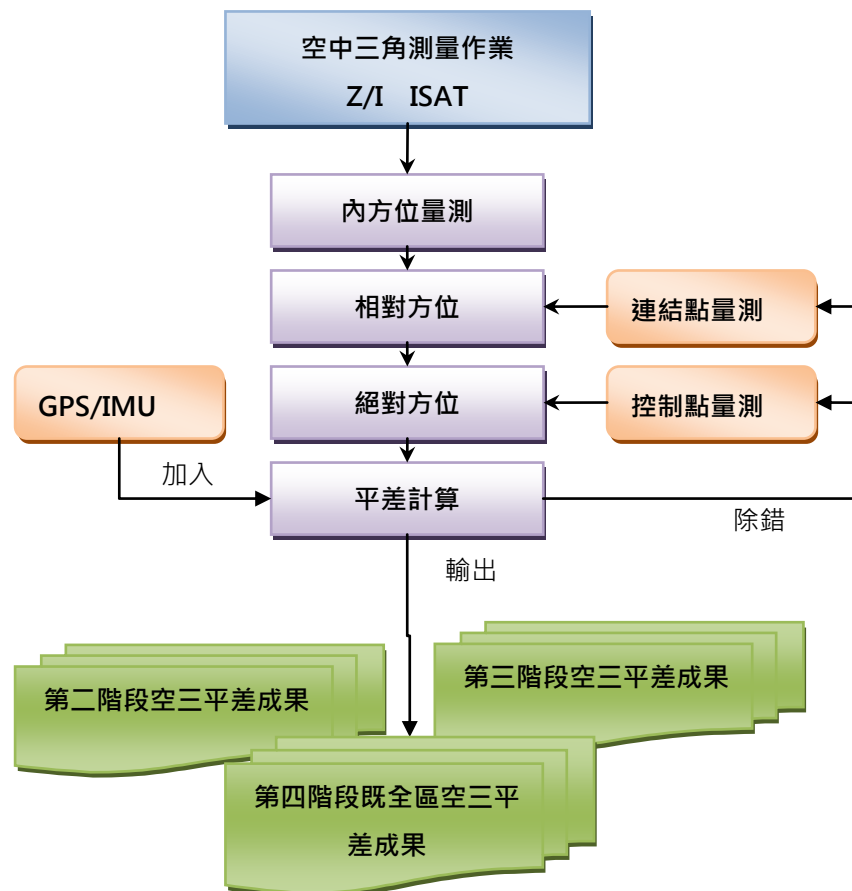 空中三角測量作業
Z/I ISAT
內方位量測
相對方位
連結點量測
GPS/IMU
絕對方位
控制點量測
加入
平差計算
除錯
輸出
第二階段空三平差成果
第三階段空三平差成果
第四階段既全區空三平
差成果